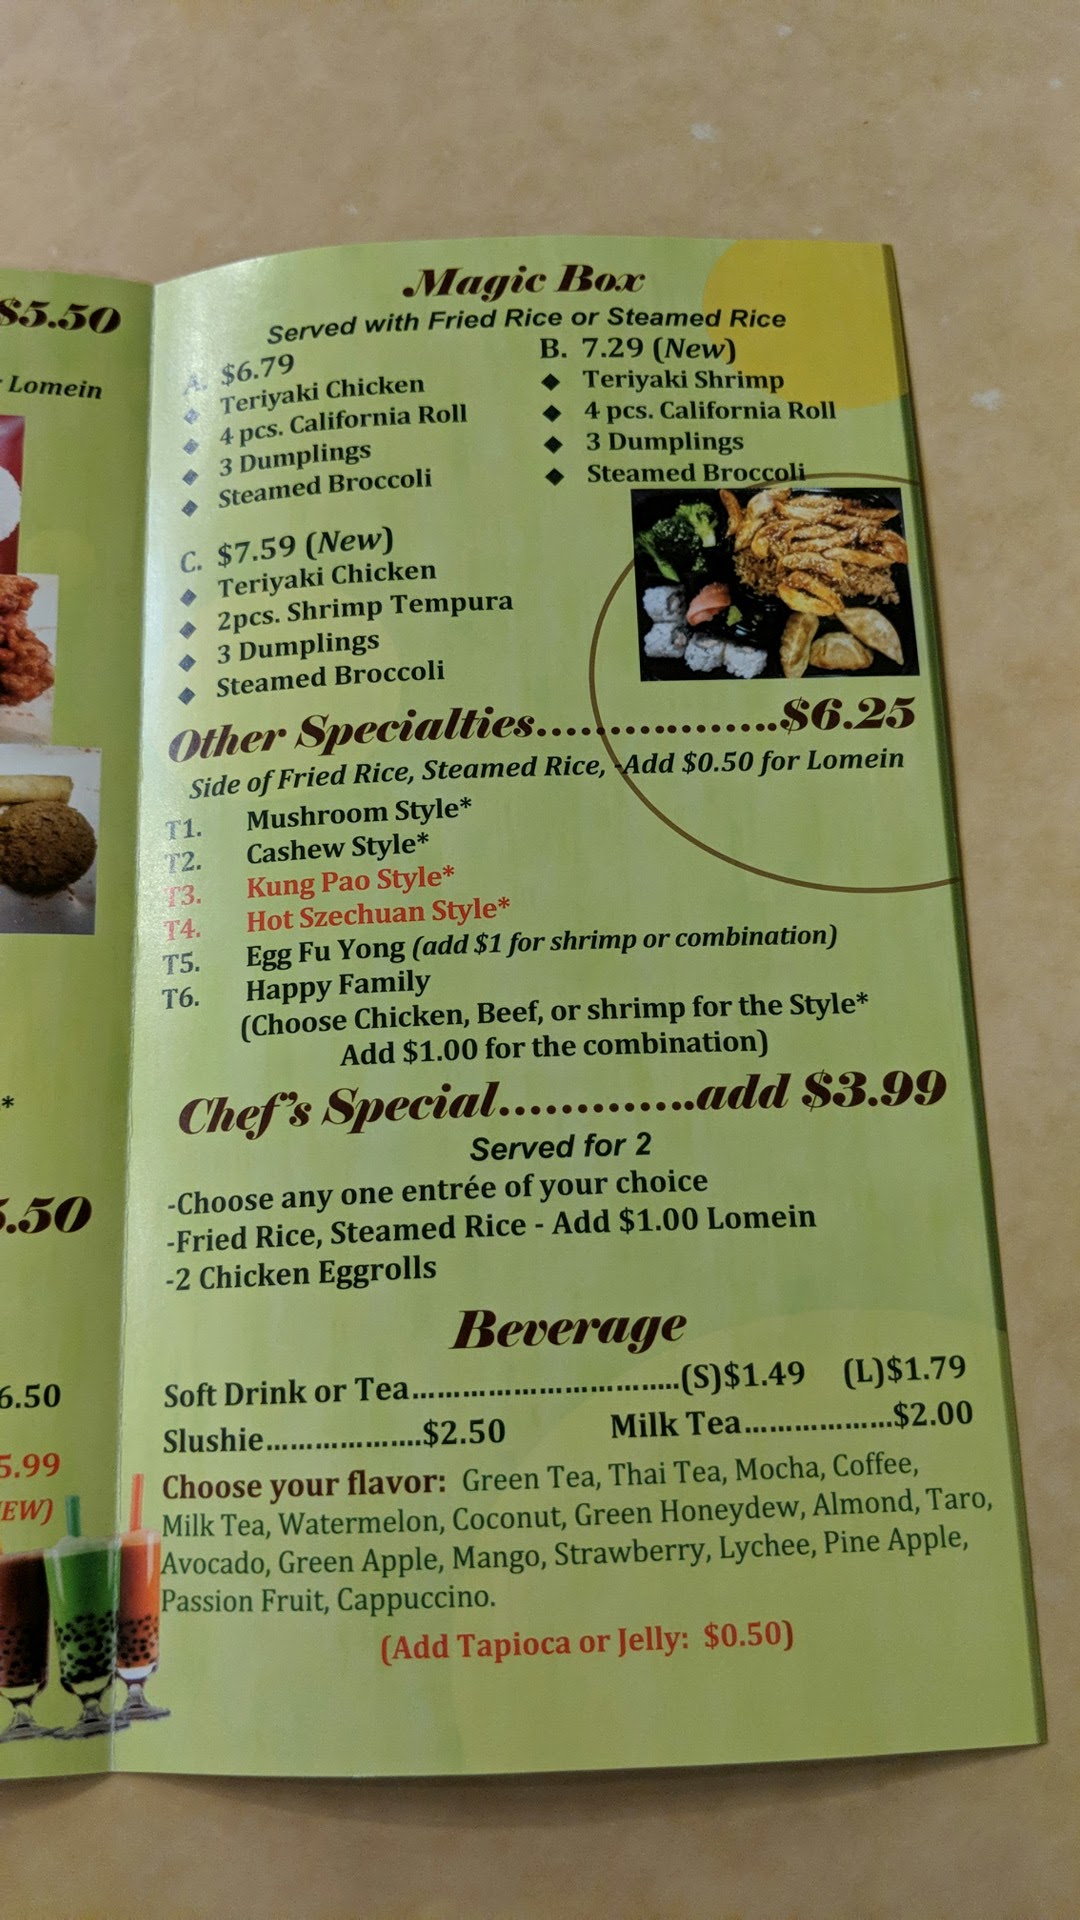 $5.50
Lomein
*
5.50
6.50
5.99
EW)
Magic Box
Served with Fried Rice or Steamed Rice
A. $6.79
◆ Teriyaki Chicken
◆ 4 pcs. California Roll
◆ 3 Dumplings
◆ Steamed Broccoli
B. 7.29 (New)
◆ Teriyaki Shrimp
◆ 4 pcs. California Roll
◆ 3 Dumplings
◆ Steamed Broccoli
C. $7.59 (New)
◆ Teriyaki Chicken
◆ 2pcs. Shrimp Tempura
◆ 3 Dumplings
◆ Steamed Broccoli
Other Specialties....................$6.25
Side of Fried Rice, Steamed Rice, -Add $0.50 for Lomein
T1. Mushroom Style*
T2. Cashew Style*
T3. Kung Pao Style*
T4. Hot Szechuan Style*
T5. Egg Fu Yong (add $1 for shrimp or combination)
T6. Happy Family
(Choose Chicken, Beef, or shrimp for the Style*
Add $1.00 for the combination)
Chef's Special.............add $3.99
Served for 2
-Choose any one entrée of your choice
-Fried Rice, Steamed Rice - Add $1.00 Lomein
-2 Chicken Eggrolls
Beverage
Soft Drink or Tea.................................(S)$1.49 (L)$1.79
Slushie...................$2.50 Milk Tea..................$2.00
Choose your flavor: Green Tea, Thai Tea, Mocha, Coffee,
Milk Tea, Watermelon, Coconut, Green Honeydew, Almond, Taro,
Avocado, Green Apple, Mango, Strawberry, Lychee, Pine Apple,
Passion Fruit, Cappuccino.
(Add Tapioca or Jelly: $0.50)